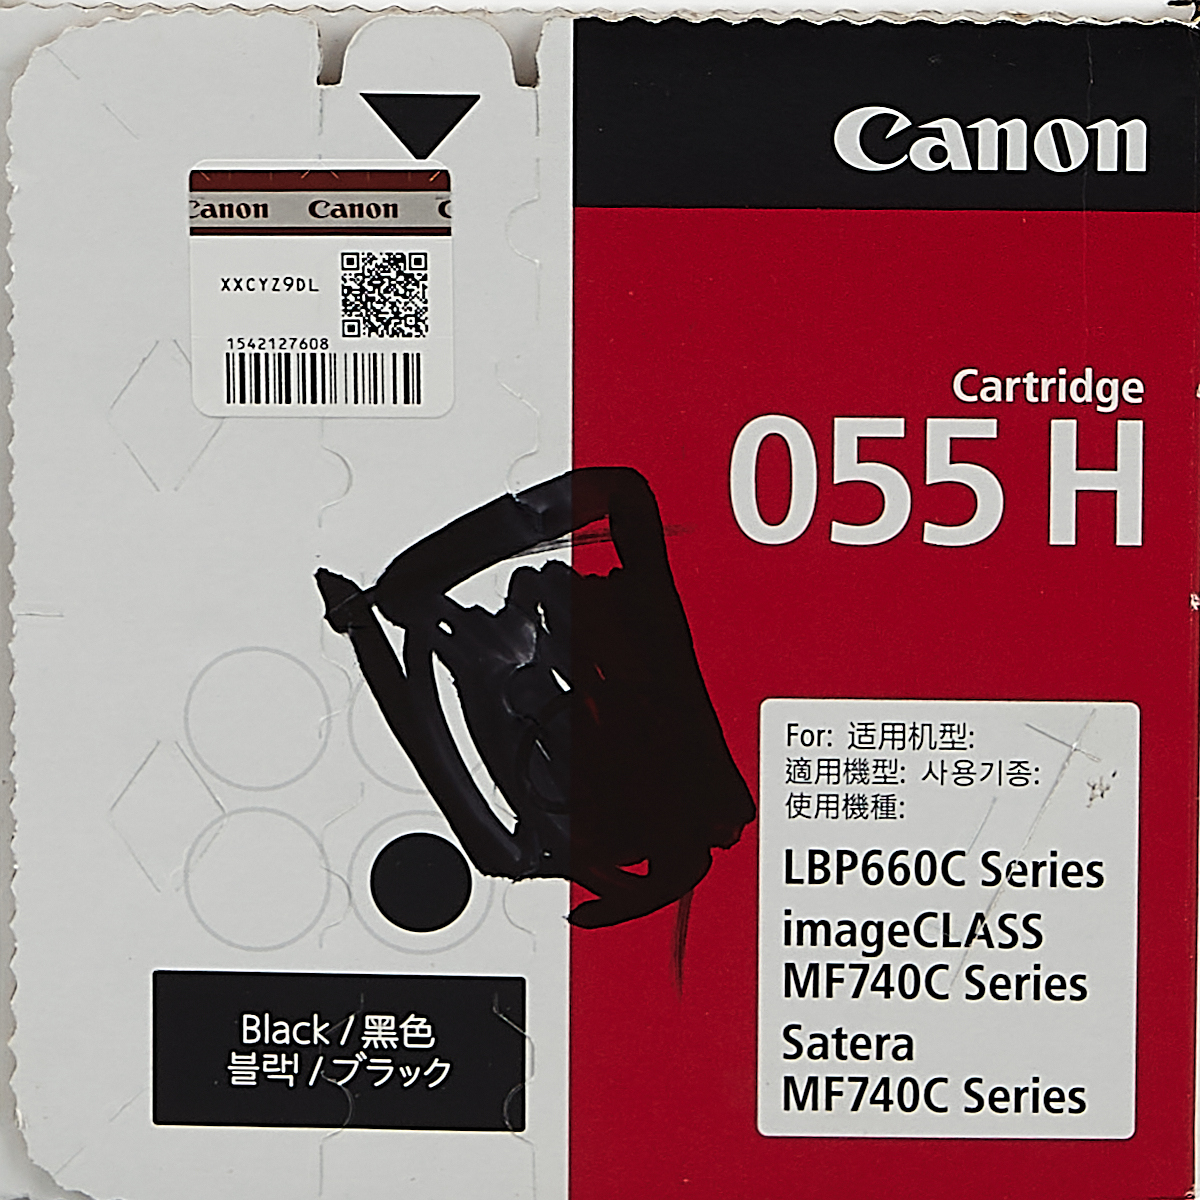 Canon
Canon Canon C
XXCYZ9DL
1542127608
Cartridge
055 H
For: 适用机型:
適用機型: 사용기종:
使用機種:
LBP660C Series
imageCLASS
MF740C Series
Satera
MF740C Series
Black / 黑色
블랙 / ブラック